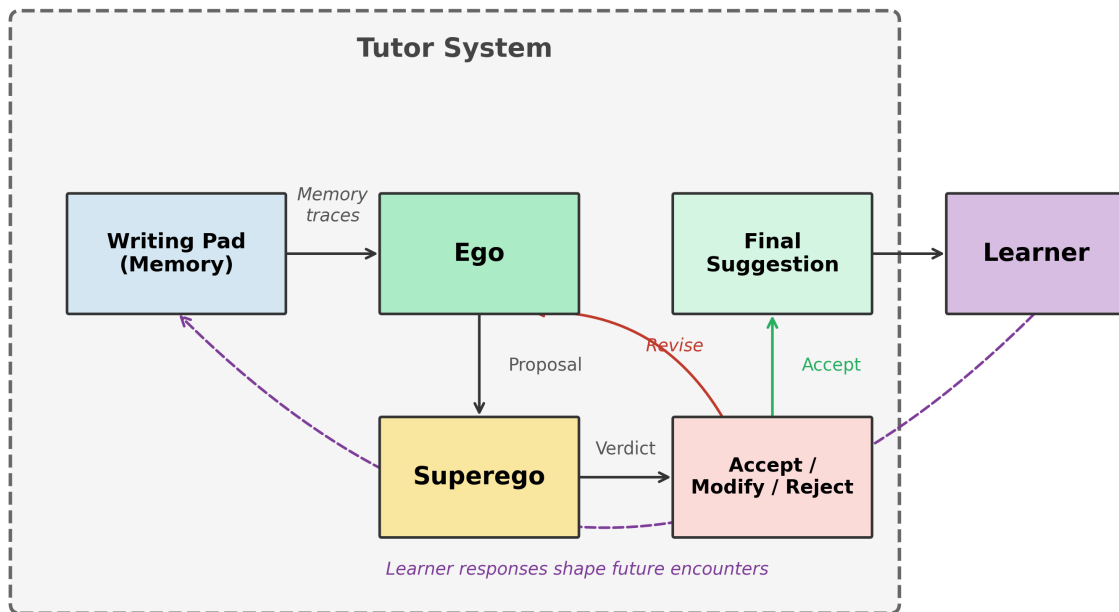 Tutor System
Memory
traces
Writing Pad
(Memory)
Ego
Final
Suggestion
Learner
Revise
Proposal
Accept
Verdict
Superego
Accept /
Modify / Reject
Learner responses shape future encounters